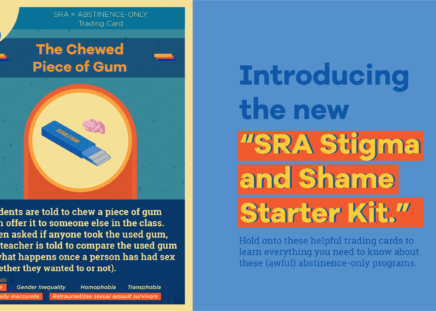 SRA = ABSTINENCE-ONLY
Trading Card
The Chewed
Piece of Gum
dents are told to chew a piece of gum
offer it to someone else in the class.
en asked if anyone took the used gum,
teacher is told to compare the used gum
what happens once a person has had sex
ether they wanted to or not).
Gender Inequality Homophobia Transphobia
Inaccurate Retraumatizes sexual assault survivors
Introducing
the new
“SRA Stigma
and Shame
Starter Kit.”
Hold onto these helpful trading cards to
learn everything you need to know about
these (awful) abstinence-only programs.